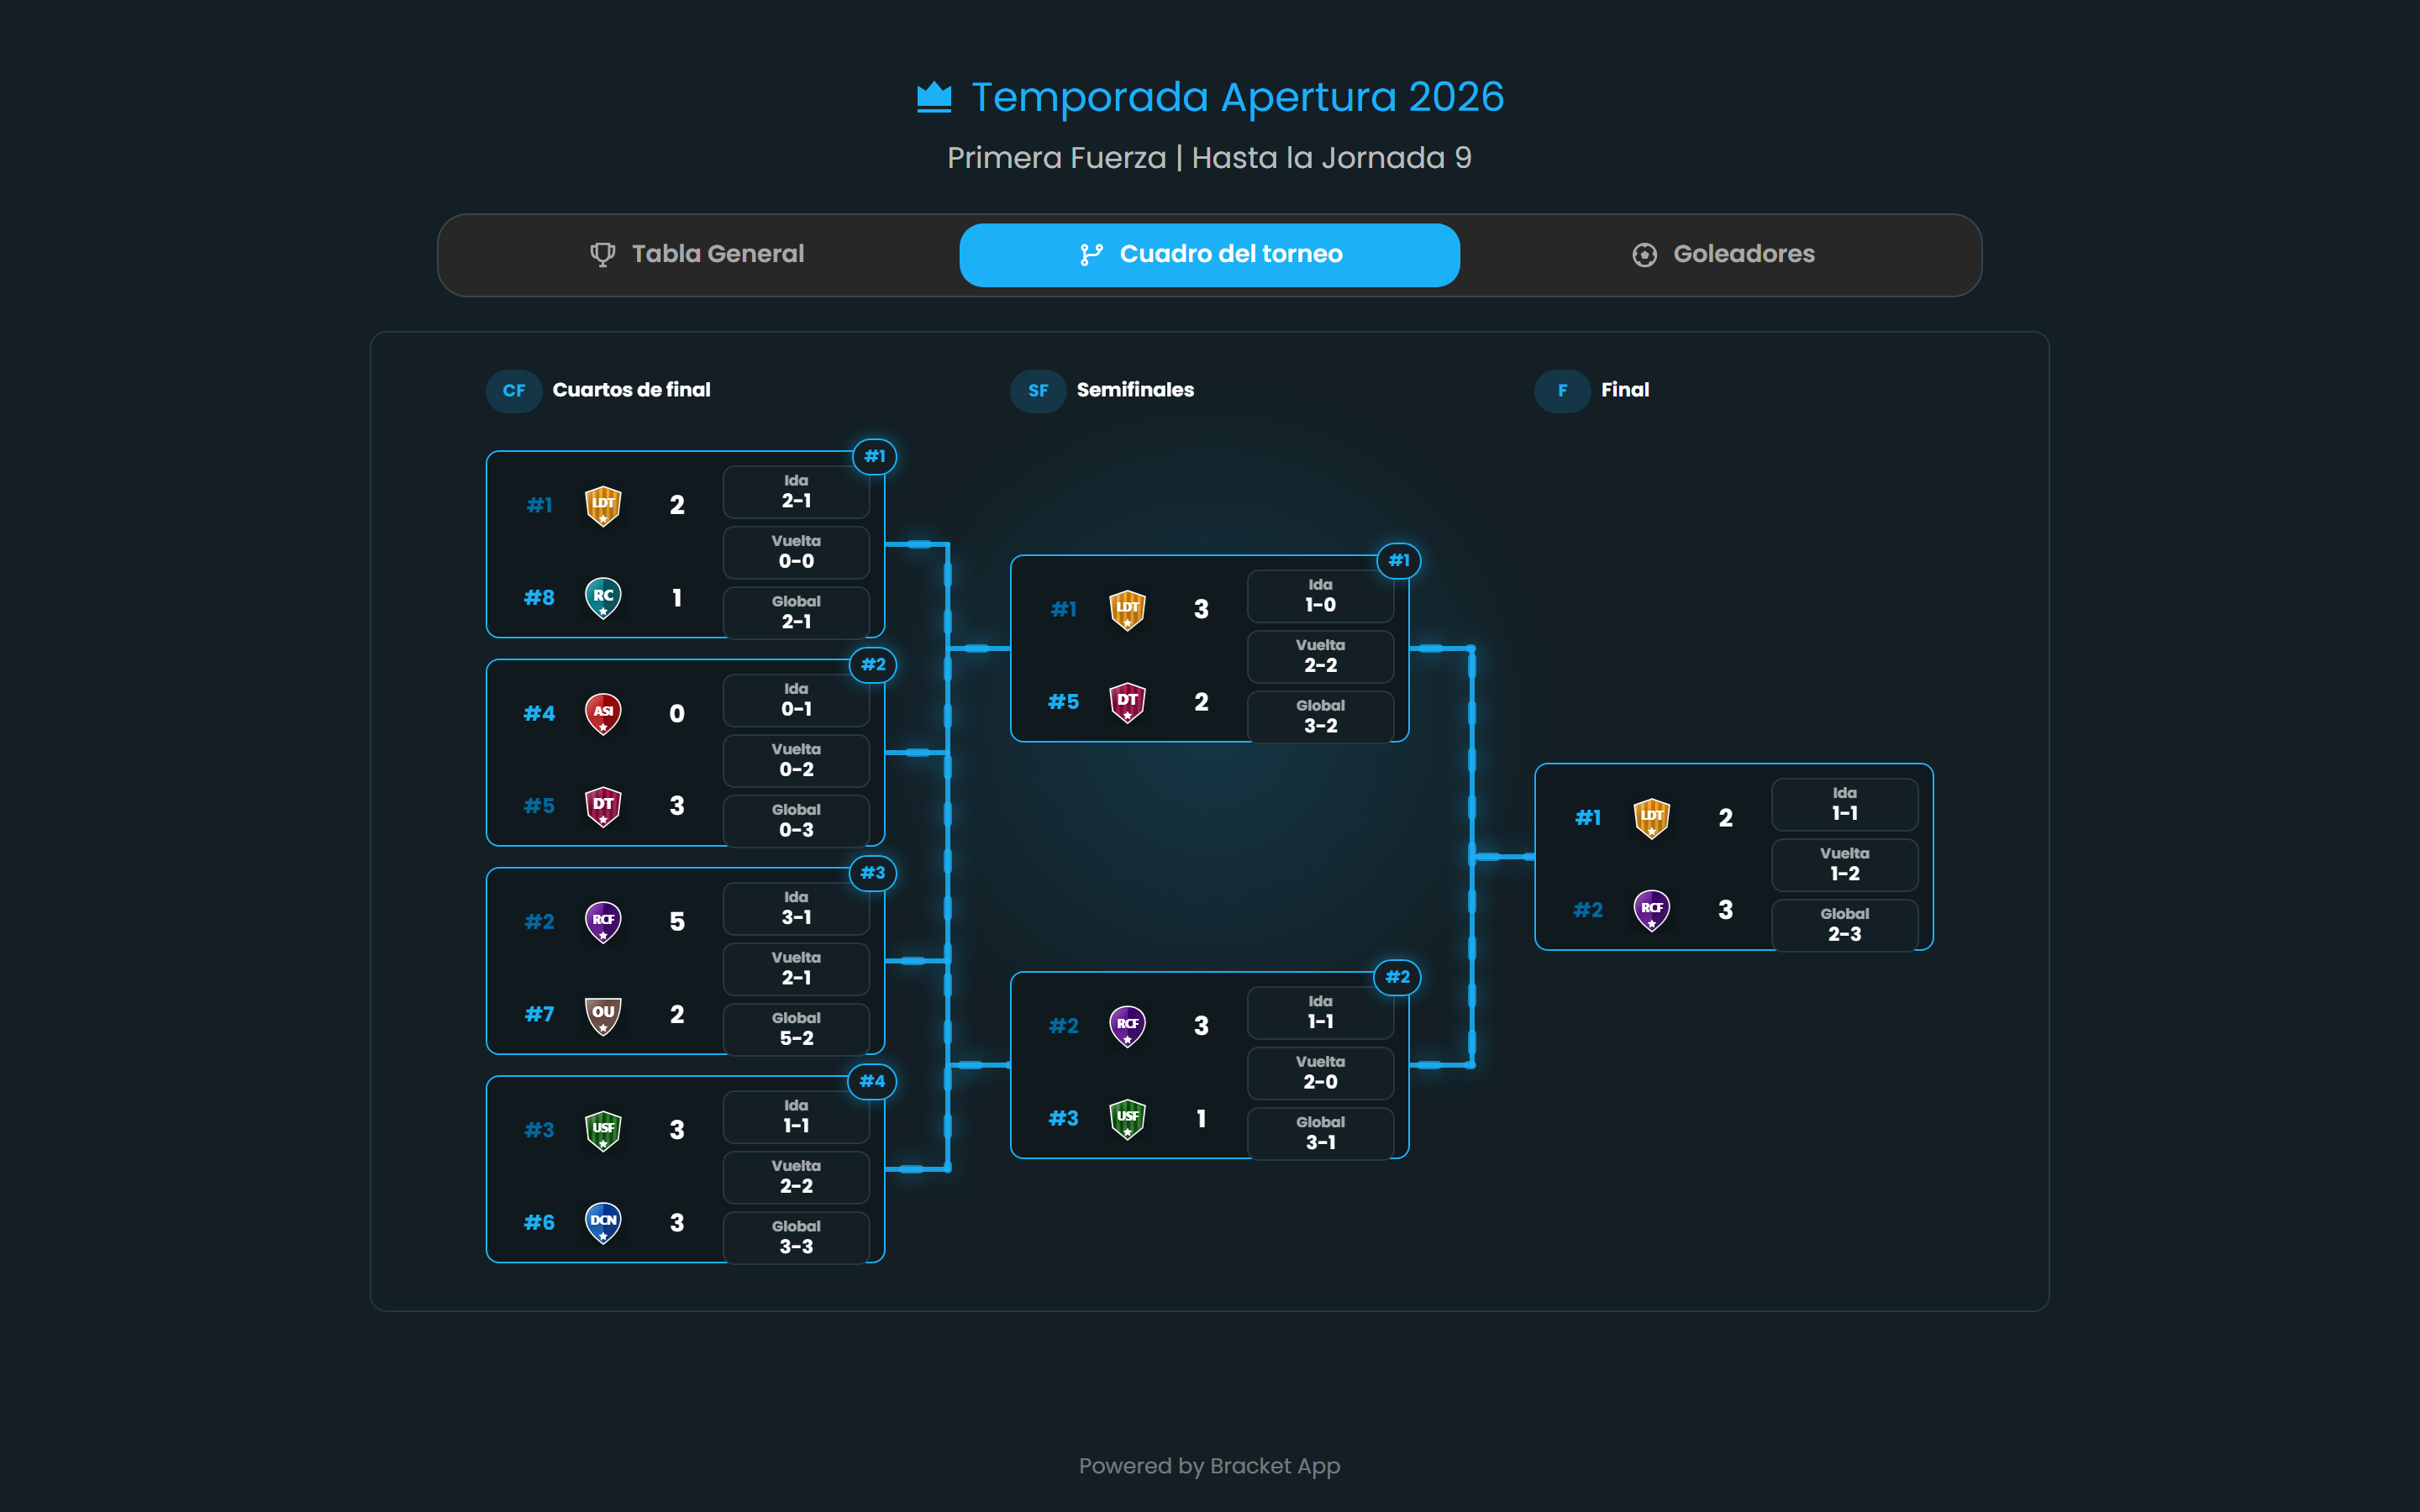 Temporada Apertura 2026
Primera Fuerza | Hasta la Jornada 9
Tabla General
Cuadro del torneo
Goleadores
CF Cuartos de final
#1
#1 LDT 2
#8 RC 1
Ida
2-1
Vuelta
0-0
Global
2-1
#2
#4 ASI 0
#5 DT 3
Ida
0-1
Vuelta
0-2
Global
0-3
#3
#2 RCF 5
#7 OU 2
Ida
3-1
Vuelta
2-1
Global
5-2
#4
#3 USF 3
#6 DCN 3
Ida
1-1
Vuelta
2-2
Global
3-3
SF Semifinales
#1
#1 LDT 3
#5 DT 2
Ida
1-0
Vuelta
2-2
Global
3-2
#2
#2 RCF 3
#3 USF 1
Ida
1-1
Vuelta
2-0
Global
3-1
F Final
#1 LDT 2
#2 RCF 3
Ida
1-1
Vuelta
1-2
Global
2-3
Powered by Bracket App